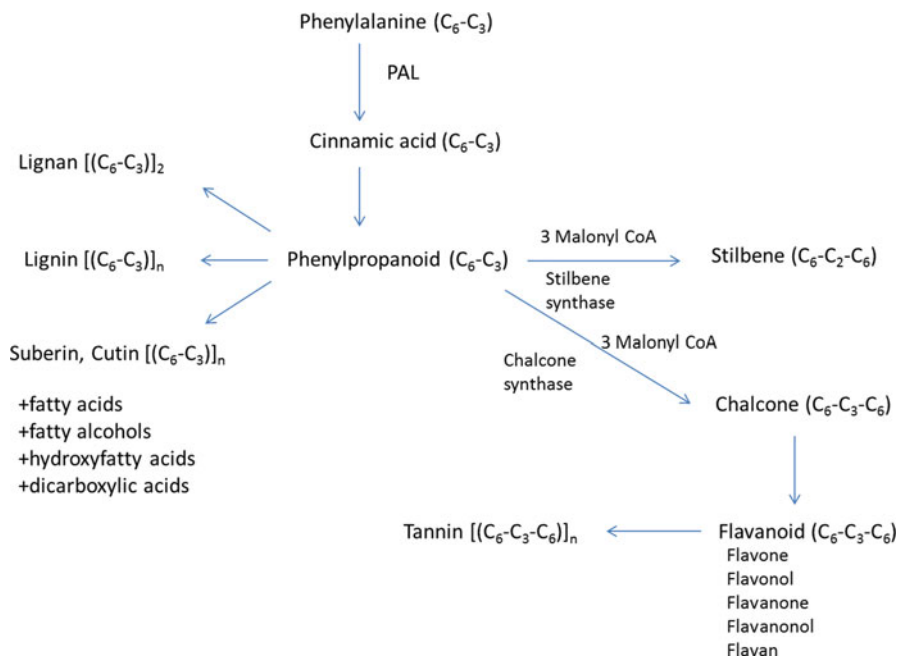 Phenylalanine (C₆-C₃)
PAL
Cinnamic acid (C₆-C₃)
Lignan [(C₆-C₃)]₂
Lignin [(C₆-C₃)]ₙ
Phenylpropanoid (C₆-C₃)
3 Malonyl CoA
Stilbene synthase
Stilbene (C₆-C₂-C₆)
Suberin, Cutin [(C₆-C₃)]ₙ
+fatty acids
+fatty alcohols
+hydroxyfatty acids
+dicarboxylic acids
3 Malonyl CoA
Chalcone
synthase
Chalcone (C₆-C₃-C₆)
Tannin [(C₆-C₃-C₆)]ₙ
Flavanoid (C₆-C₃-C₆)
Flavone
Flavonol
Flavanone
Flavanonol
Flavan